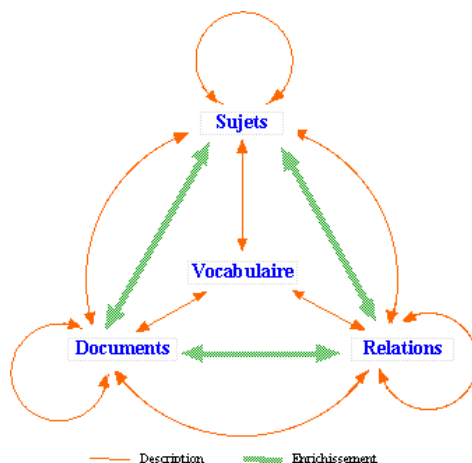 Sujets
Vocabulaire
Documents Relations
Description Enrichissement